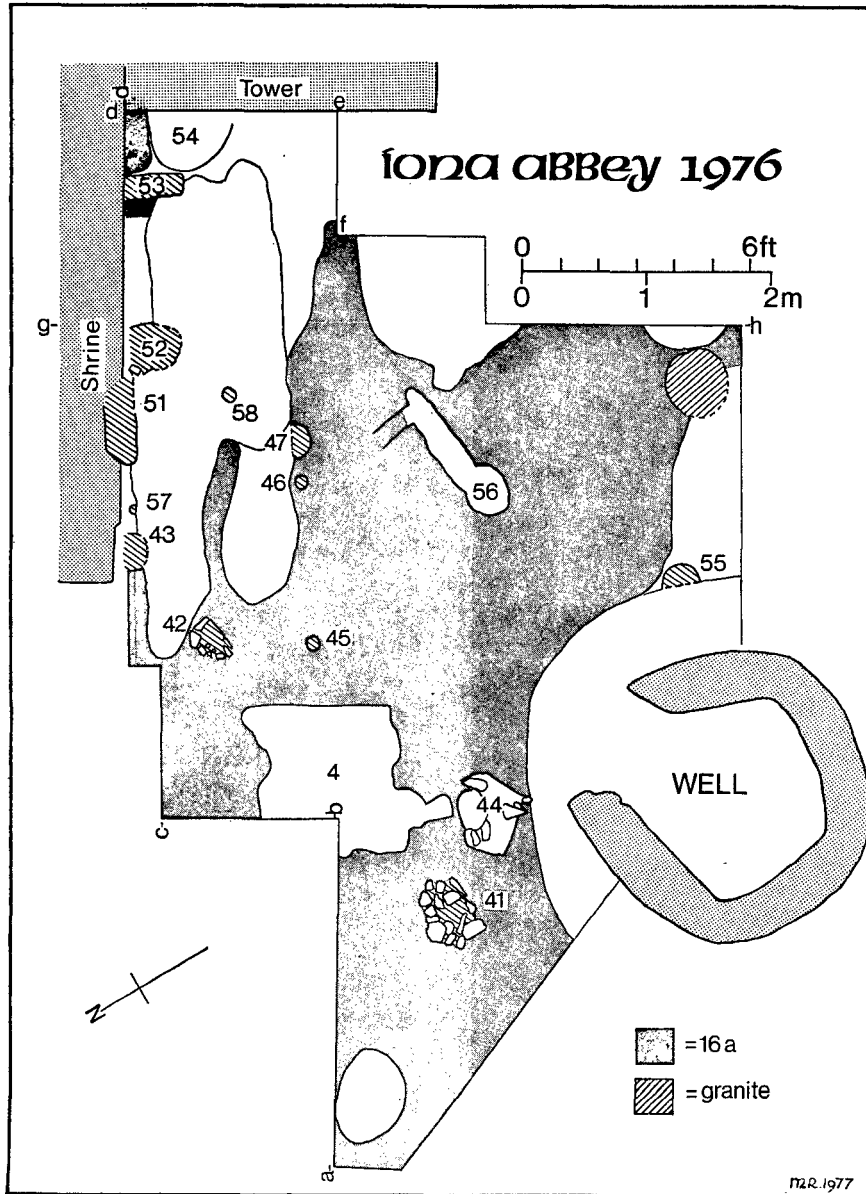 Tower
d
d
e
54
IONA ABBEY 1976
53
f
0 6ft
0 1 2m
g-
-h
52
Shrine
51
58
47
46
56
57
43
55
42
45
4
b
WELL
44
c-
41
N
= 16a
= granite
a-
M.R.1977